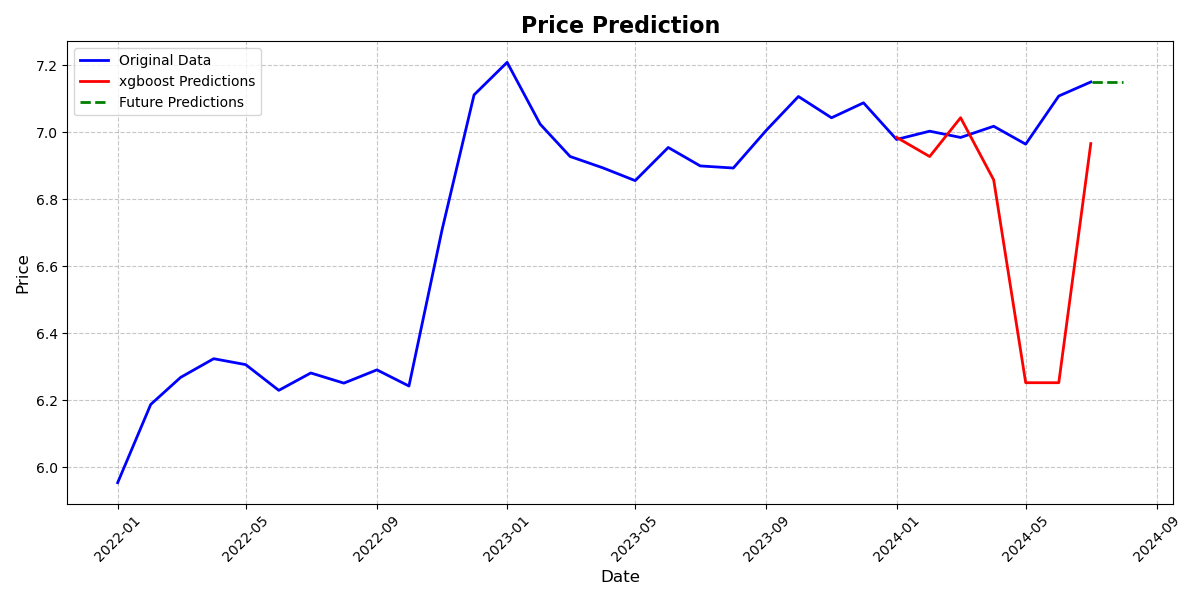 Price Prediction
Original Data
xgboost Predictions
Future Predictions
7.2
7.0
6.8
6.6
6.4
6.2
6.0
Price
2022-01
2022-05
2022-09
2023-01
2023-05
2023-09
2024-01
2024-05
2024-09
Date